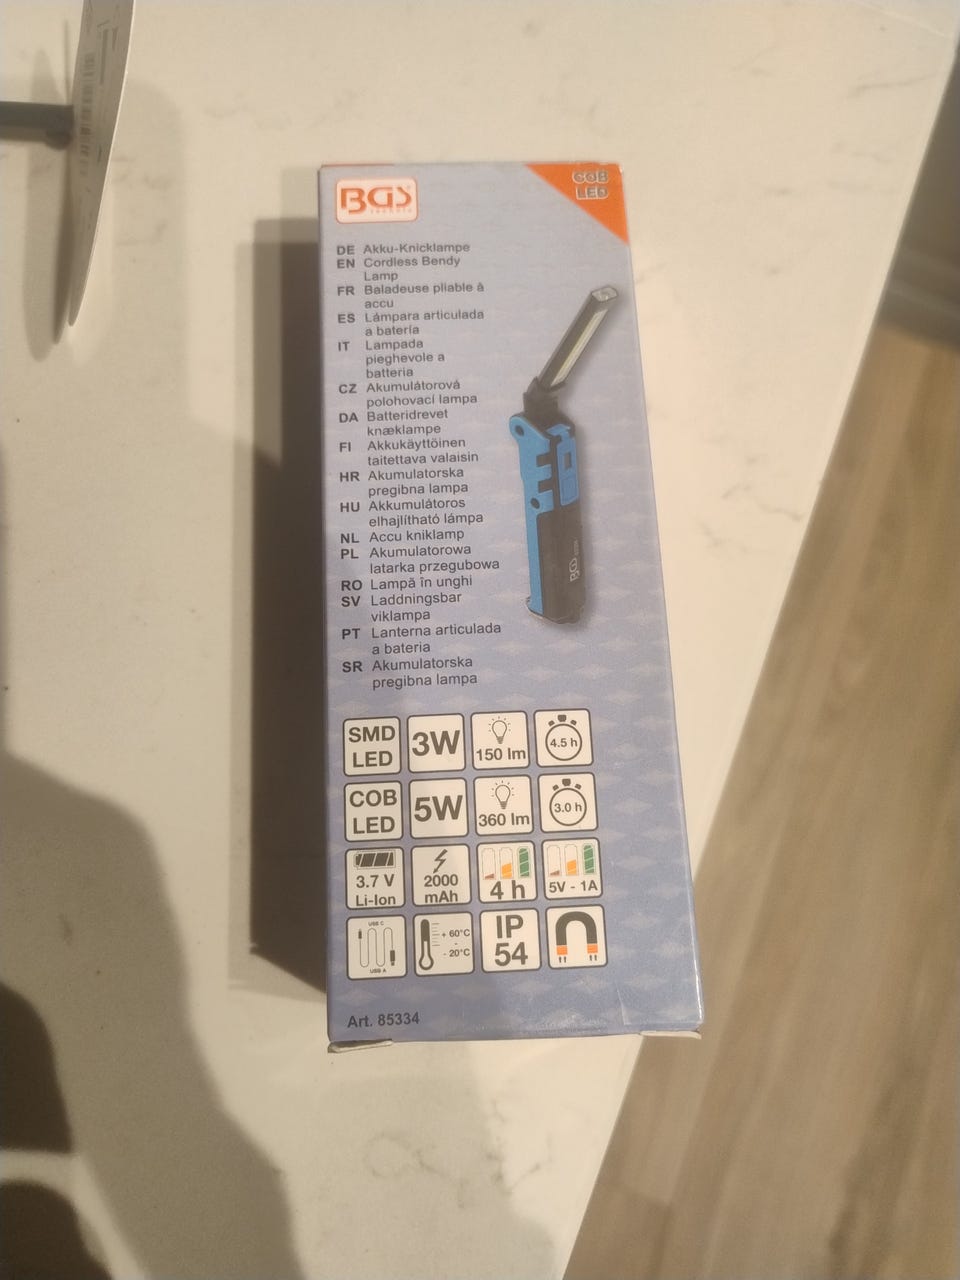 BGS®
technic
COB
LED
DE Akku-Knicklampe
EN Cordless Bendy
Lamp
FR Baladeuse pliable à
accu
ES Lámpara articulada
a batería
IT Lampada
pieghevole a
batteria
CZ Akumulátorová
polohovací lampa
DA Batteridrevet
knæklampe
FI Akkukäyttöinen
taitettava valaisin
HR Akumulatorska
pregibna lampa
HU Akkumulátoros
elhajlítható lámpa
NL Accu kniklamp
PL Akumulatorowa
latarka przegubowa
RO Lampă în unghi
SV Laddningsbar
viklampa
PT Lanterna articulada
a bateria
SR Akumulatorska
pregibna lampa
BGS
SMD LED 3W 150 lm 4.5 h
COB LED 5W 360 lm 3.0 h
3.7 V Li-Ion 2000 mAh 4 h 5V - 1A
USB C USB A + 60°C - - 20°C IP 54
Art. 85334